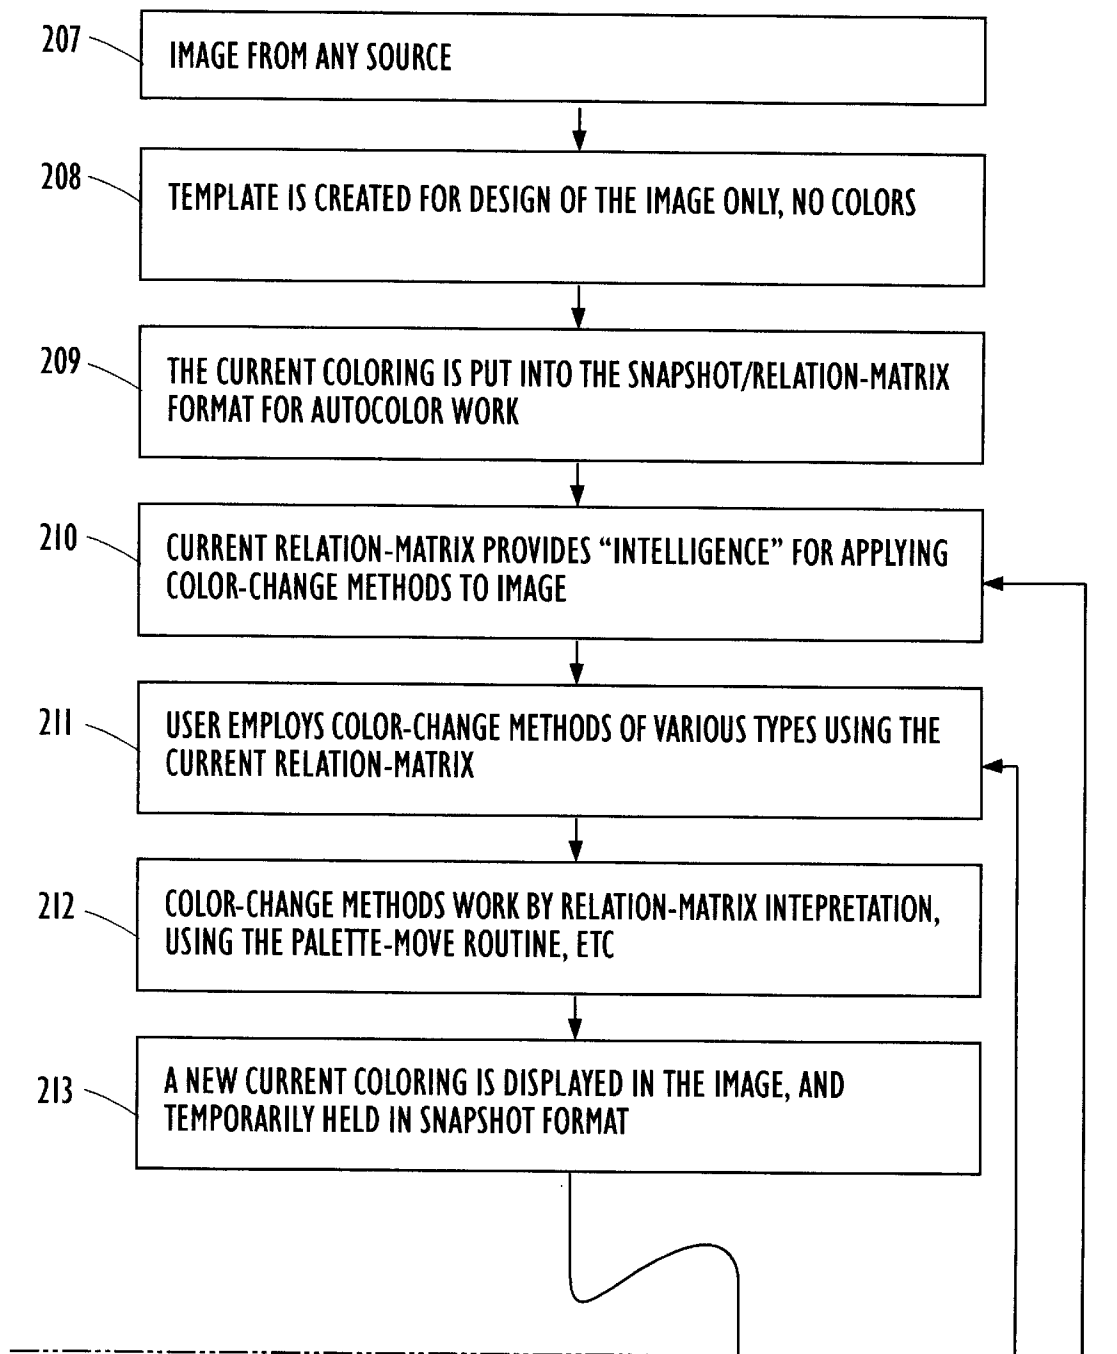 207
IMAGE FROM ANY SOURCE
208
TEMPLATE IS CREATED FOR DESIGN OF THE IMAGE ONLY, NO COLORS
209
THE CURRENT COLORING IS PUT INTO THE SNAPSHOT/RELATION-MATRIX
FORMAT FOR AUTOCOLOR WORK
210
CURRENT RELATION-MATRIX PROVIDES “INTELLIGENCE” FOR APPLYING
COLOR-CHANGE METHODS TO IMAGE
211
USER EMPLOYS COLOR-CHANGE METHODS OF VARIOUS TYPES USING THE
CURRENT RELATION-MATRIX
212
COLOR-CHANGE METHODS WORK BY RELATION-MATRIX INTEPRETATION,
USING THE PALETTE-MOVE ROUTINE, ETC
213
A NEW CURRENT COLORING IS DISPLAYED IN THE IMAGE, AND
TEMPORARILY HELD IN SNAPSHOT FORMAT